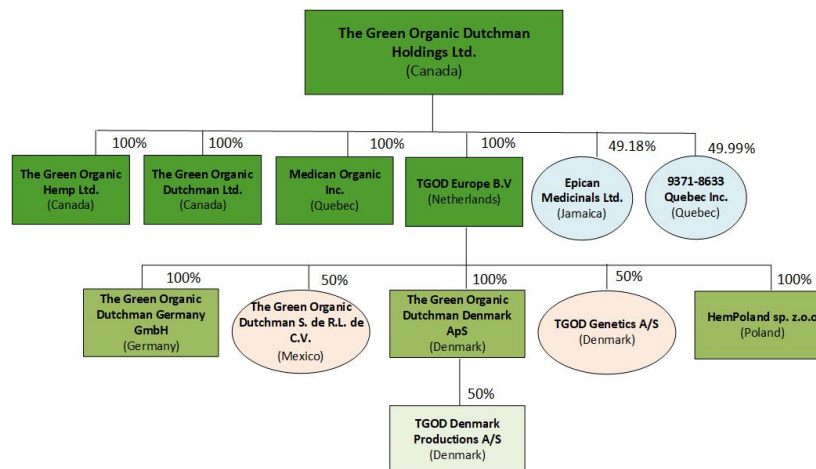 The Green Organic Dutchman
Holdings Ltd.
(Canada)
100%
100%
100%
100%
49.18%
49.99%
The Green Organic
Hemp Ltd.
(Canada)
The Green Organic
Dutchman Ltd.
(Canada)
Medican Organic
Inc.
(Quebec)
TGOD Europe B.V
(Netherlands)
Epican
Medicinals Ltd.
(Jamaica)
9371-8633
Quebec Inc.
(Quebec)
100%
50%
100%
50%
100%
The Green Organic
Dutchman Germany
GmbH
(Germany)
The Green Organic
Dutchman S. de R.L. de
C.V.
(Mexico)
The Green Organic
Dutchman Denmark
ApS
(Denmark)
TGOD Genetics A/S
(Denmark)
HemPoland sp. z.o.o
(Poland)
50%
TGOD Denmark
Productions A/S
(Denmark)